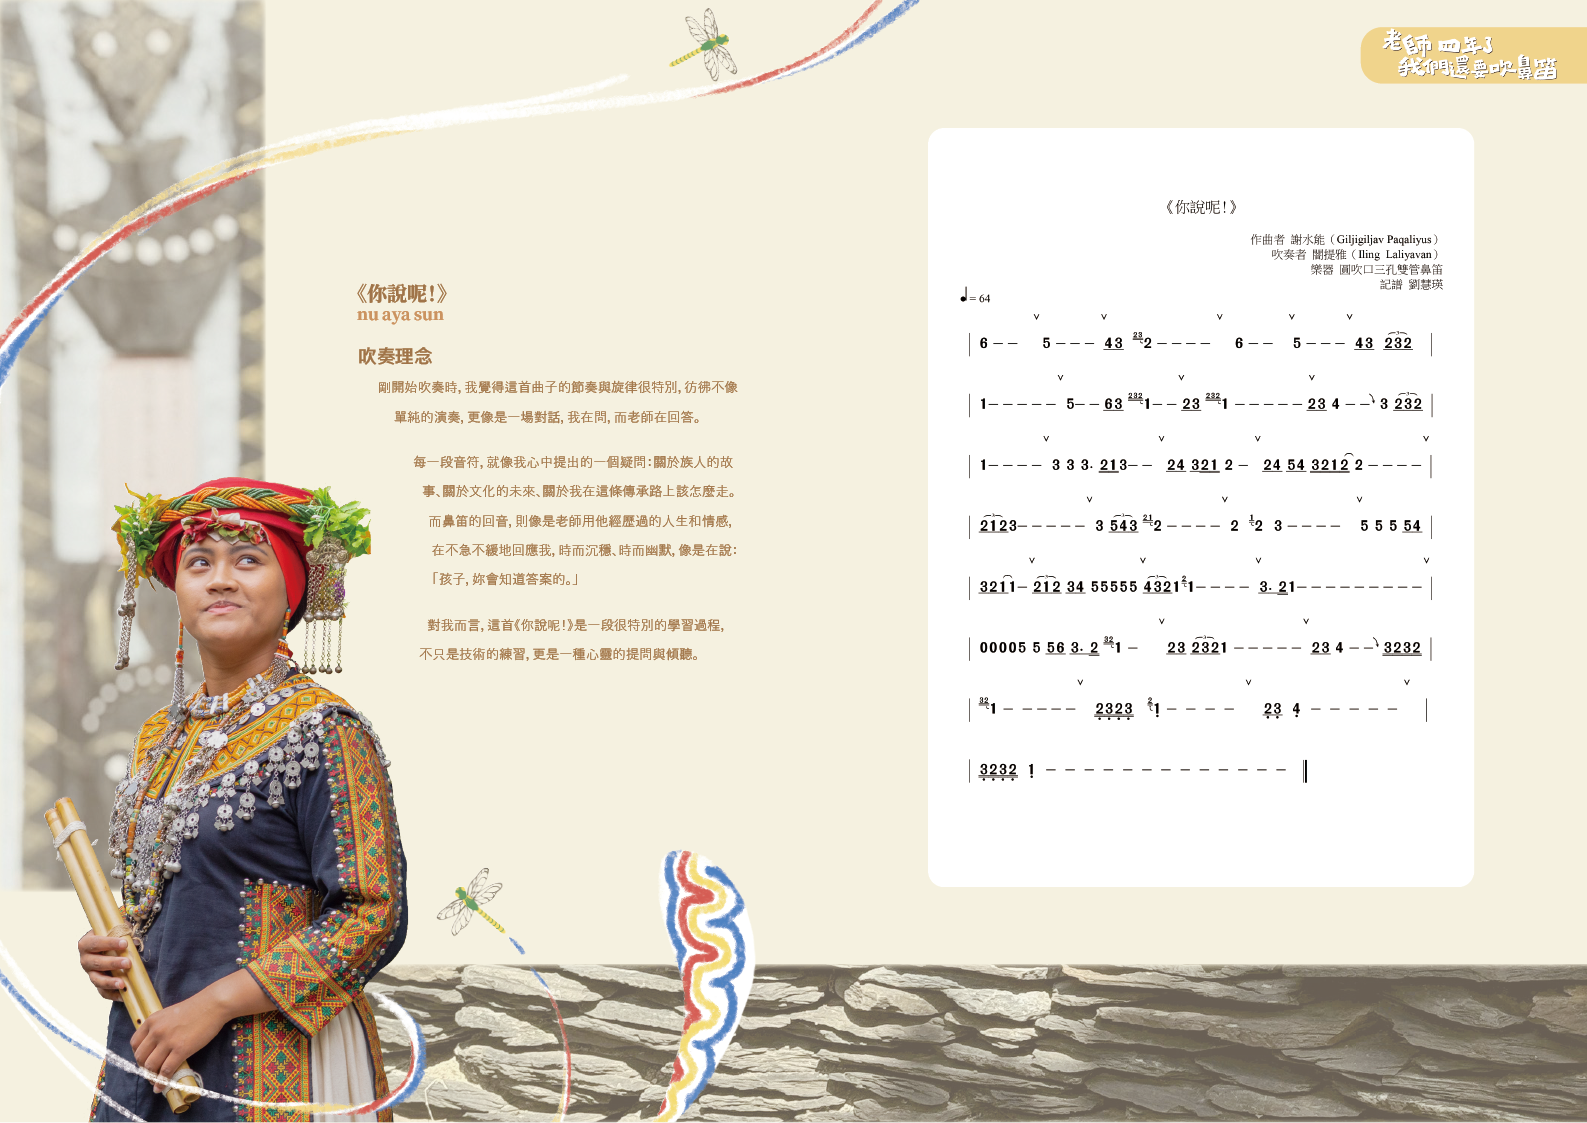 老師 四年了
我們還要吹鼻笛
《你說呢！》
nu aya sun
吹奏理念
剛開始吹奏時，我覺得這首曲子的節奏與旋律很特別，彷彿不像
單純的演奏，更像是一場對話，我在問，而老師在回答。
每一段音符，就像我心中提出的一個疑問：關於族人的故
事、關於文化的未來、關於我在這條傳承路上該怎麼走。
而鼻笛的回音，則像是老師用他經歷過的人生和情感，
在不急不緩地回應我，時而沉穩、時而幽默，像是在說：
「孩子，妳會知道答案的。」
對我而言，這首《你說呢！》是一段很特別的學習過程，
不只是技術的練習，更是一種心靈的提問與傾聽。
《你說呢！》
作曲者 謝水能（Giljigiljav Paqaliyus）
吹奏者 闇提雅（Iling Laliyavan）
樂器 圓吹口三孔雙管鼻笛
記譜 劉慧瑛
♩= 64
6 – – 5 – – – 43 23 2 – – – – 6 – – 5 – – – 43 232
1 – – – – – 5 – – 63 232 1 – – 23 232 1 – – – – – 23 4 – – 3 232
1 – – – – 3 3 3. 213 – – 24 321 2 – 24 54 3212 2 – – – –
2123 – – – – – 3 543 21 2 – – – – 2 1 2 3 – – – – 5 5 5 54
3211 – 212 34 55555 4321 2 1 – – – – 3. 21 – – – – – – – – –
00005 5 56 3. 2 32 1 – 23 2321 – – – – – 23 4 – – 3232
32 1 – – – – – 2323 2 1 – – – – 23 4 – – – – –
3232 1 – – – – – – – – – – – – –